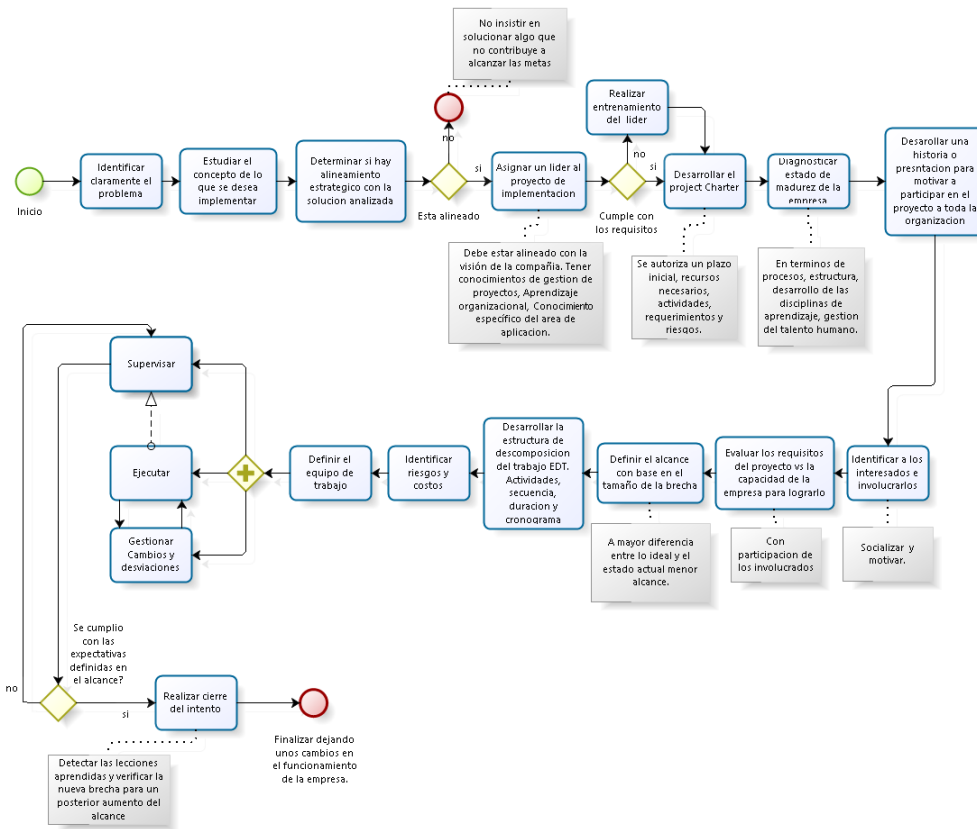 No insistir en
solucionar algo que
no contribuye a
alcanzar las metas
Realizar
entrenamiento
del lider
no
no
Inicio
Identificar
claramente el
problema
Estudiar el
concepto de lo
que se desea
implementar
Determinar si hay
alineamiento
estrategico con la
solucion analizada
Esta alineado
si
Asignar un lider al
proyecto de
implementacion
Cumple con
los requisitos
si
Desarrollar el
project Charter
Diagnosticar
estado de
madurez de la
empresa
Desarollar una
historia o
presntacion para
motivar a
participar en el
proyecto a toda la
organizacion
Debe estar alineado con la
visión de la compañia. Tener
conocimientos de gestion de
proyectos, Aprendizaje
organizacional, Conocimiento
específico del area de
aplicacion.
Se autoriza un plazo
inicial, recursos
necesarios,
actividades,
requerimientos y
riesgos.
En terminos de
procesos, estructura,
desarrollo de las
disciplinas de
aprendizaje, gestion
del talento humano.
Supervisar
Ejecutar
Gestionar
Cambios y
desviaciones
Definir el
equipo de
trabajo
Identificar
riesgos y
costos
Desarrollar la
estructura de
descomposicion
del trabajo EDT.
Actividades,
secuencia,
duracion y
cronograma
Definir el alcance
con base en el
tamaño de la brecha
Evaluar los requisitos
del proyecto vs la
capacidad de la
empresa para lograrlo
Identificar a los
interesados e
involucrarlos
A mayor diferencia
entre lo ideal y el
estado actual menor
alcance.
Con
participacion de
los involucrados
Socializar y
motivar.
Se cumplio
con las
expectativas
definidas en
el alcance?
no
si
Realizar cierre
del intento
Finalizar dejando
unos cambios en
el funcionamiento
de la empresa.
Detectar las lecciones
aprendidas y verificar la
nueva brecha para un
posterior aumento del
alcance